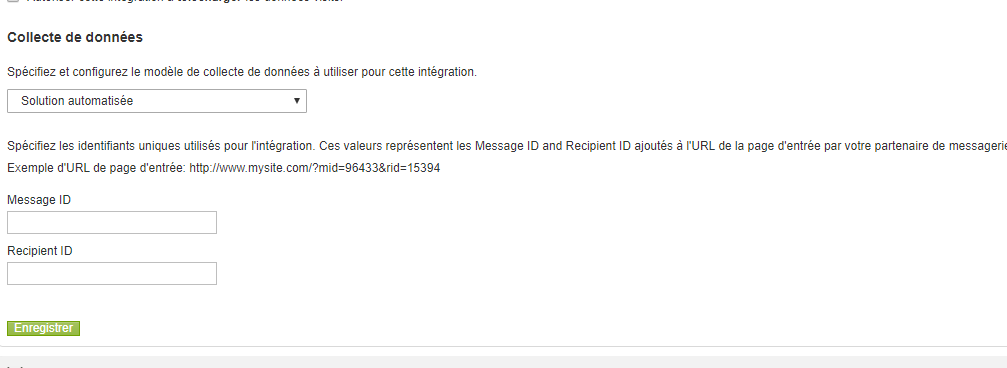 Collecte de données
Spécifiez et configurez le modèle de collecte de données à utiliser pour cette intégration.
Solution automatisée
Spécifiez les identifiants uniques utilisés pour l'intégration. Ces valeurs représentent les Message ID and Recipient ID ajoutés à l'URL de la page d'entrée par votre partenaire de messagerie
Exemple d'URL de page d'entrée: http://www.mysite.com/?mid=96433&rid=15394
Message ID
Recipient ID
Enregistrer